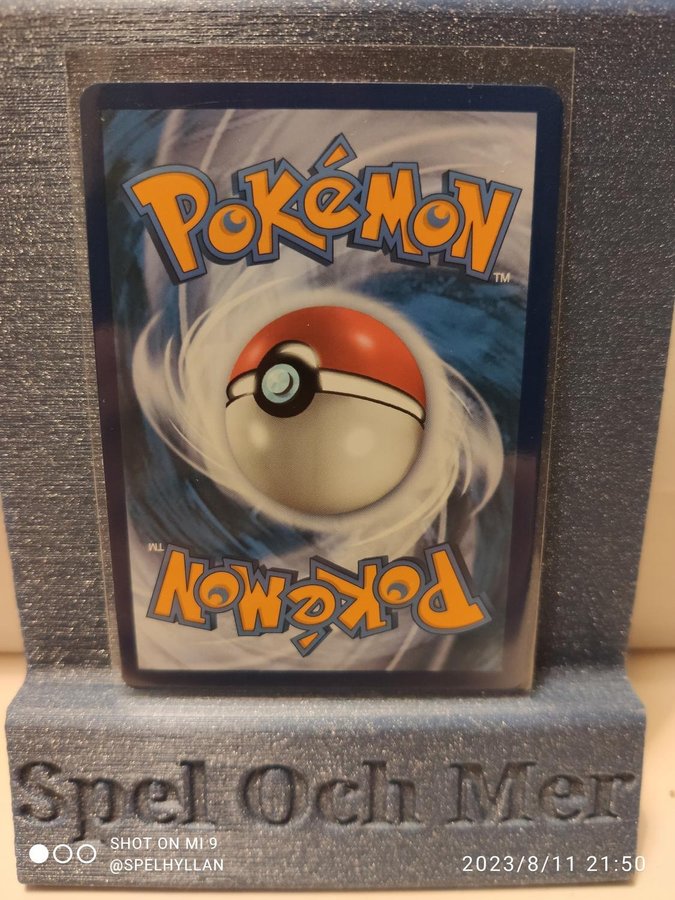 POKéMON
TM
TM
POKéMON
Spel Och Mer
SHOT ON MI 9
@SPELHYLLAN
2023/8/11 21:50